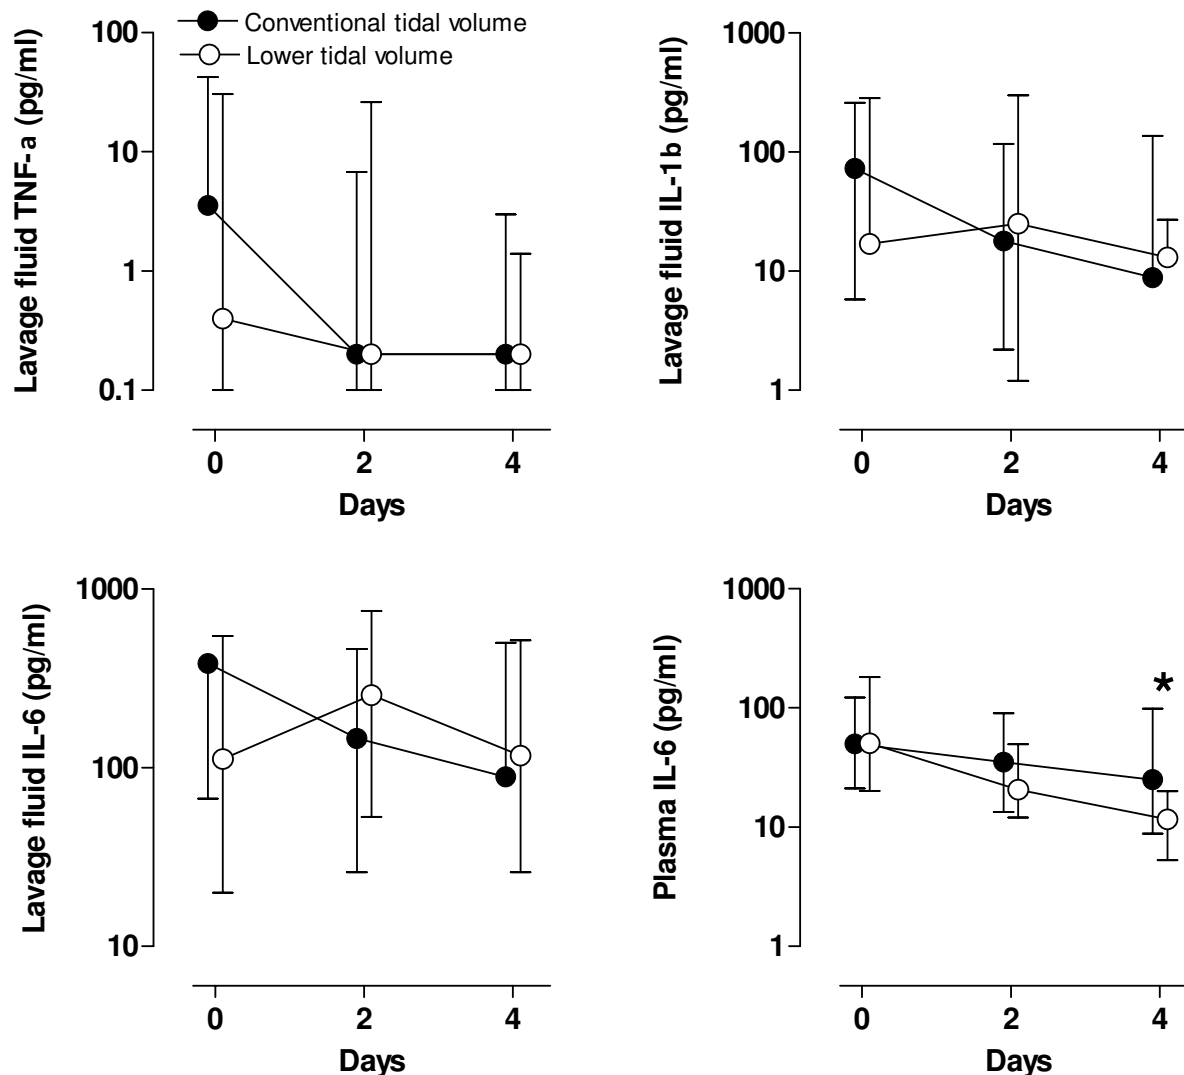 Conventional tidal volume
Lower tidal volume
Lavage fluid TNF-a (pg/ml)
100
10
1
0.1
0 2 4
Days
Lavage fluid IL-1b (pg/ml)
1000
100
10
1
0 2 4
Days
Lavage fluid IL-6 (pg/ml)
1000
100
10
0 2 4
Days
Plasma IL-6 (pg/ml)
1000
100
10
1
*
0 2 4
Days